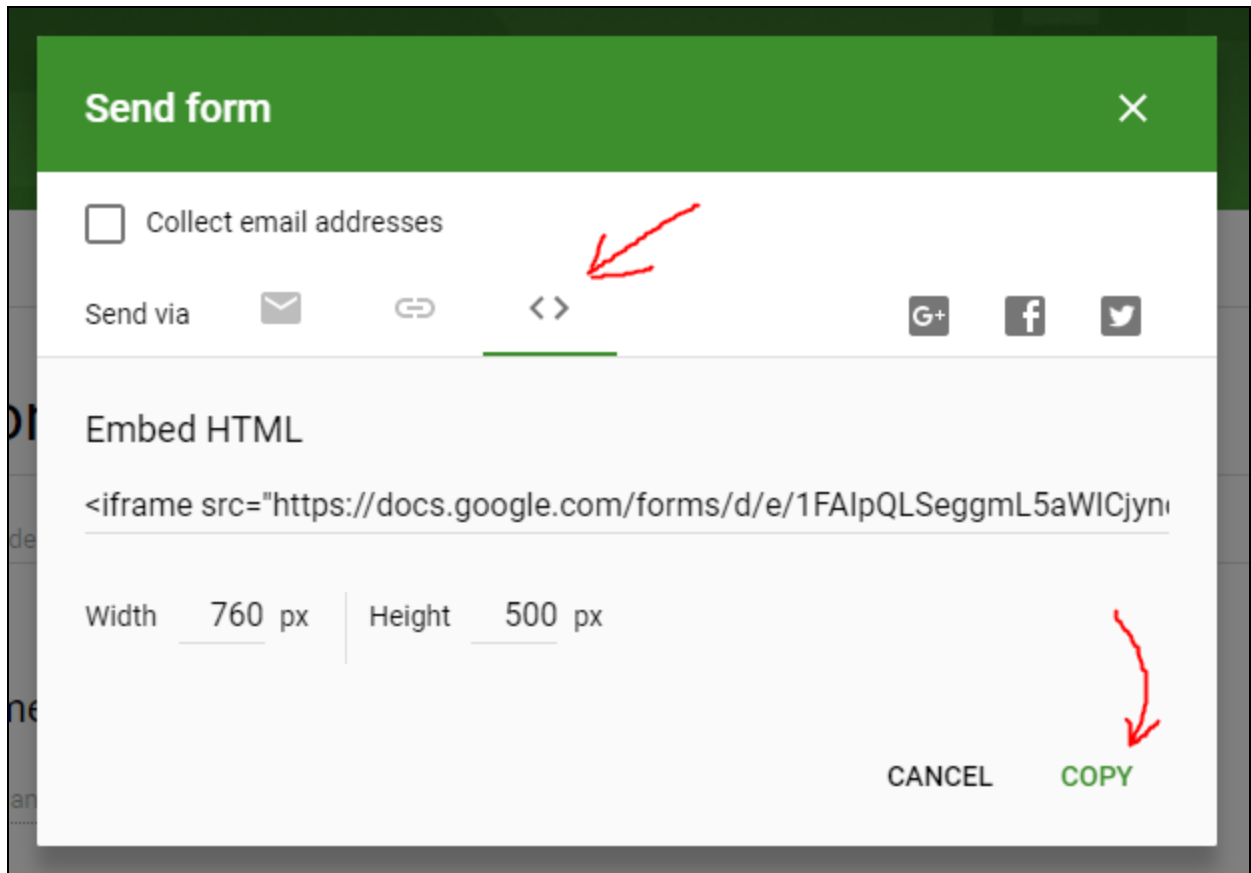 Send form
Collect email addresses
Send via
G+
Embed HTML
<iframe src="https://docs.google.com/forms/d/e/
Width 760 px Height 500 px
CANCEL COPY